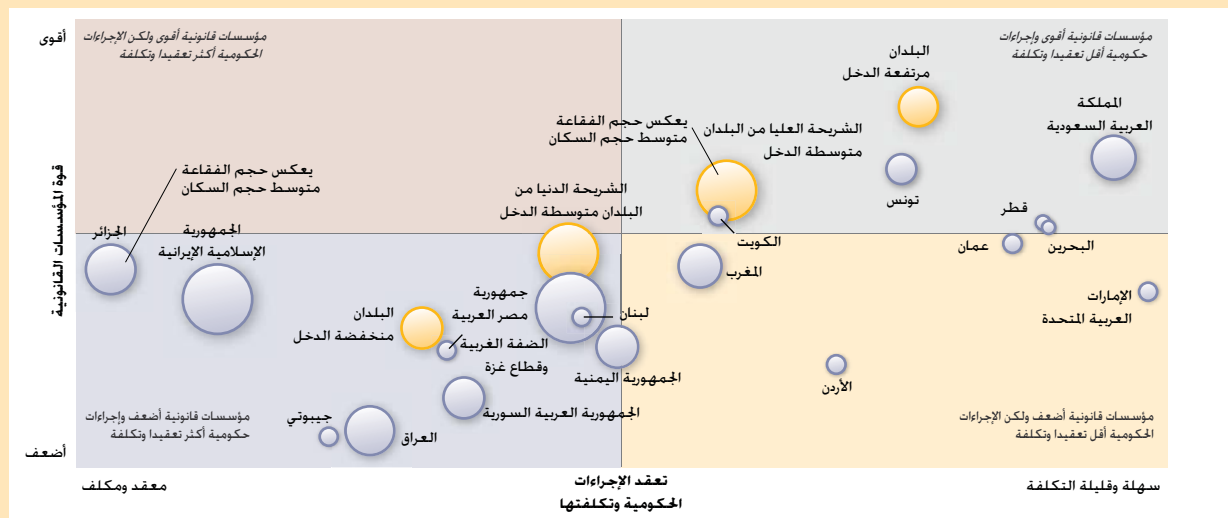 أقوى
مؤسسات قانونية أقوى ولكن الإجراءات
الحكومية أكثر تعقيدا وتكلفة
مؤسسات قانونية أقوى وإجراءات
حكومية أقل تعقيدا وتكلفة
البلدان
مرتفعة الدخل
المملكة
العربية السعودية
يعكس حجم الفقاعة
متوسط حجم السكان
الشريحة العليا من البلدان
متوسطة الدخل
تونس
يعكس حجم الفقاعة
متوسط حجم السكان
الشريحة الدنيا من
البلدان متوسطة الدخل
قطر
الجزائر
الجمهورية
الإسلامية الإيرانية
الكويت
عمان
البحرين
المغرب
قوة المؤسسات القانونية
جمهورية
مصر العربية
لبنان
الإمارات
العربية المتحدة
البلدان
منخفضة الدخل
الضفة الغربية
وقطاع غزة
الجمهورية اليمنية
الأردن
الجمهورية العربية السورية
جيبوتي
العراق
مؤسسات قانونية أضعف وإجراءات
حكومية أكثر تعقيدا وتكلفة
مؤسسات قانونية أضعف ولكن الإجراءات
الحكومية أقل تعقيدا وتكلفة
أضعف
معقد ومكلف
تعقد الإجراءات
الحكومية وتكلفتها
سهلة وقليلة التكلفة